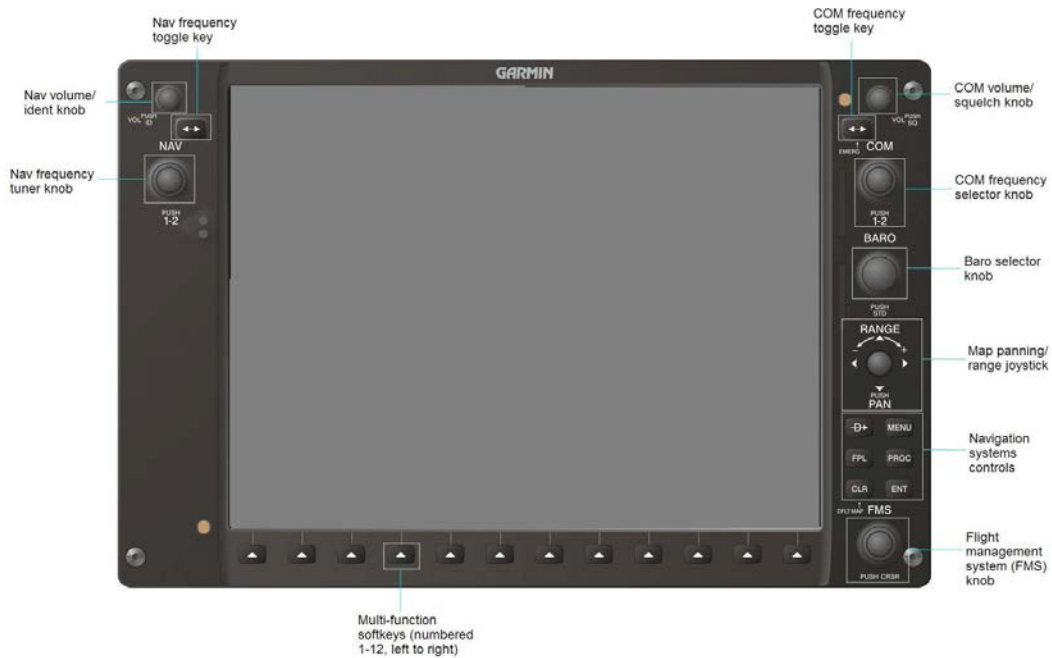 Nav frequency
toggle key
COM frequency
toggle key
GARMIN
Nav volume/
ident knob
VOL PUSH
ID
COM volume/
squelch knob
VOL PUSH
SQ
NAV
EMERG
COM
Nav frequency
tuner knob
PUSH
1-2
COM frequency
selector knob
PUSH
1-2
BARO
Baro selector
knob
PUSH
STD
RANGE
- +
Map panning/
range joystick
PUSH
PAN
D MENU
FPL PROC
CLR ENT
Navigation
systems
controls
DFLT MAP FMS
PUSH CRSR
Flight
management
system (FMS)
knob
Multi-function
softkeys (numbered
1-12, left to right)